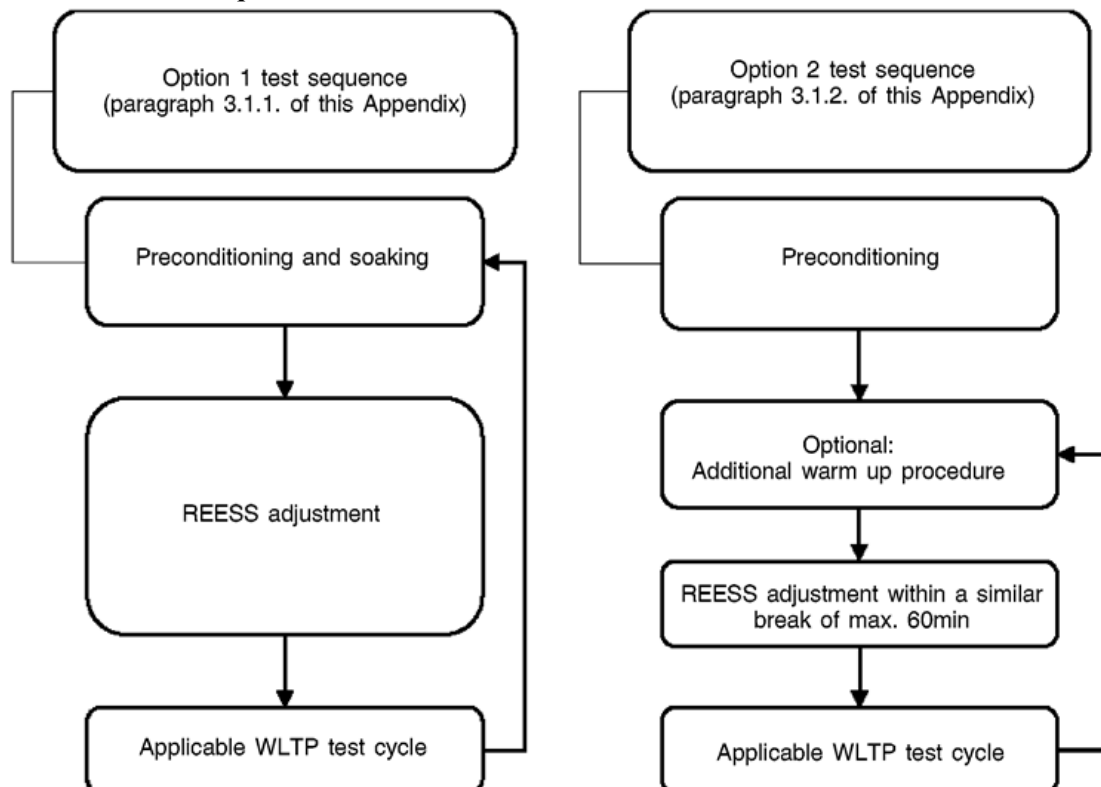 Option 1 test sequence
(paragraph 3.1.1. of this Appendix)
Preconditioning and soaking
REESS adjustment
Applicable WLTP test cycle
Option 2 test sequence
(paragraph 3.1.2. of this Appendix)
Preconditioning
Optional:
Additional warm up procedure
REESS adjustment within a similar
break of max. 60min
Applicable WLTP test cycle